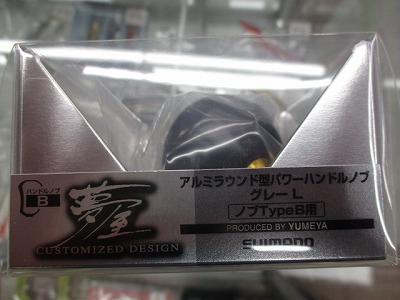 ハンドルノブ
B
夢屋
CUSTOMIZED DESIGN
アルミラウンド型パワーハンドルノブ
グレー L
ノブTypeB用
PRODUCED BY YUMEYA
SHIMANO